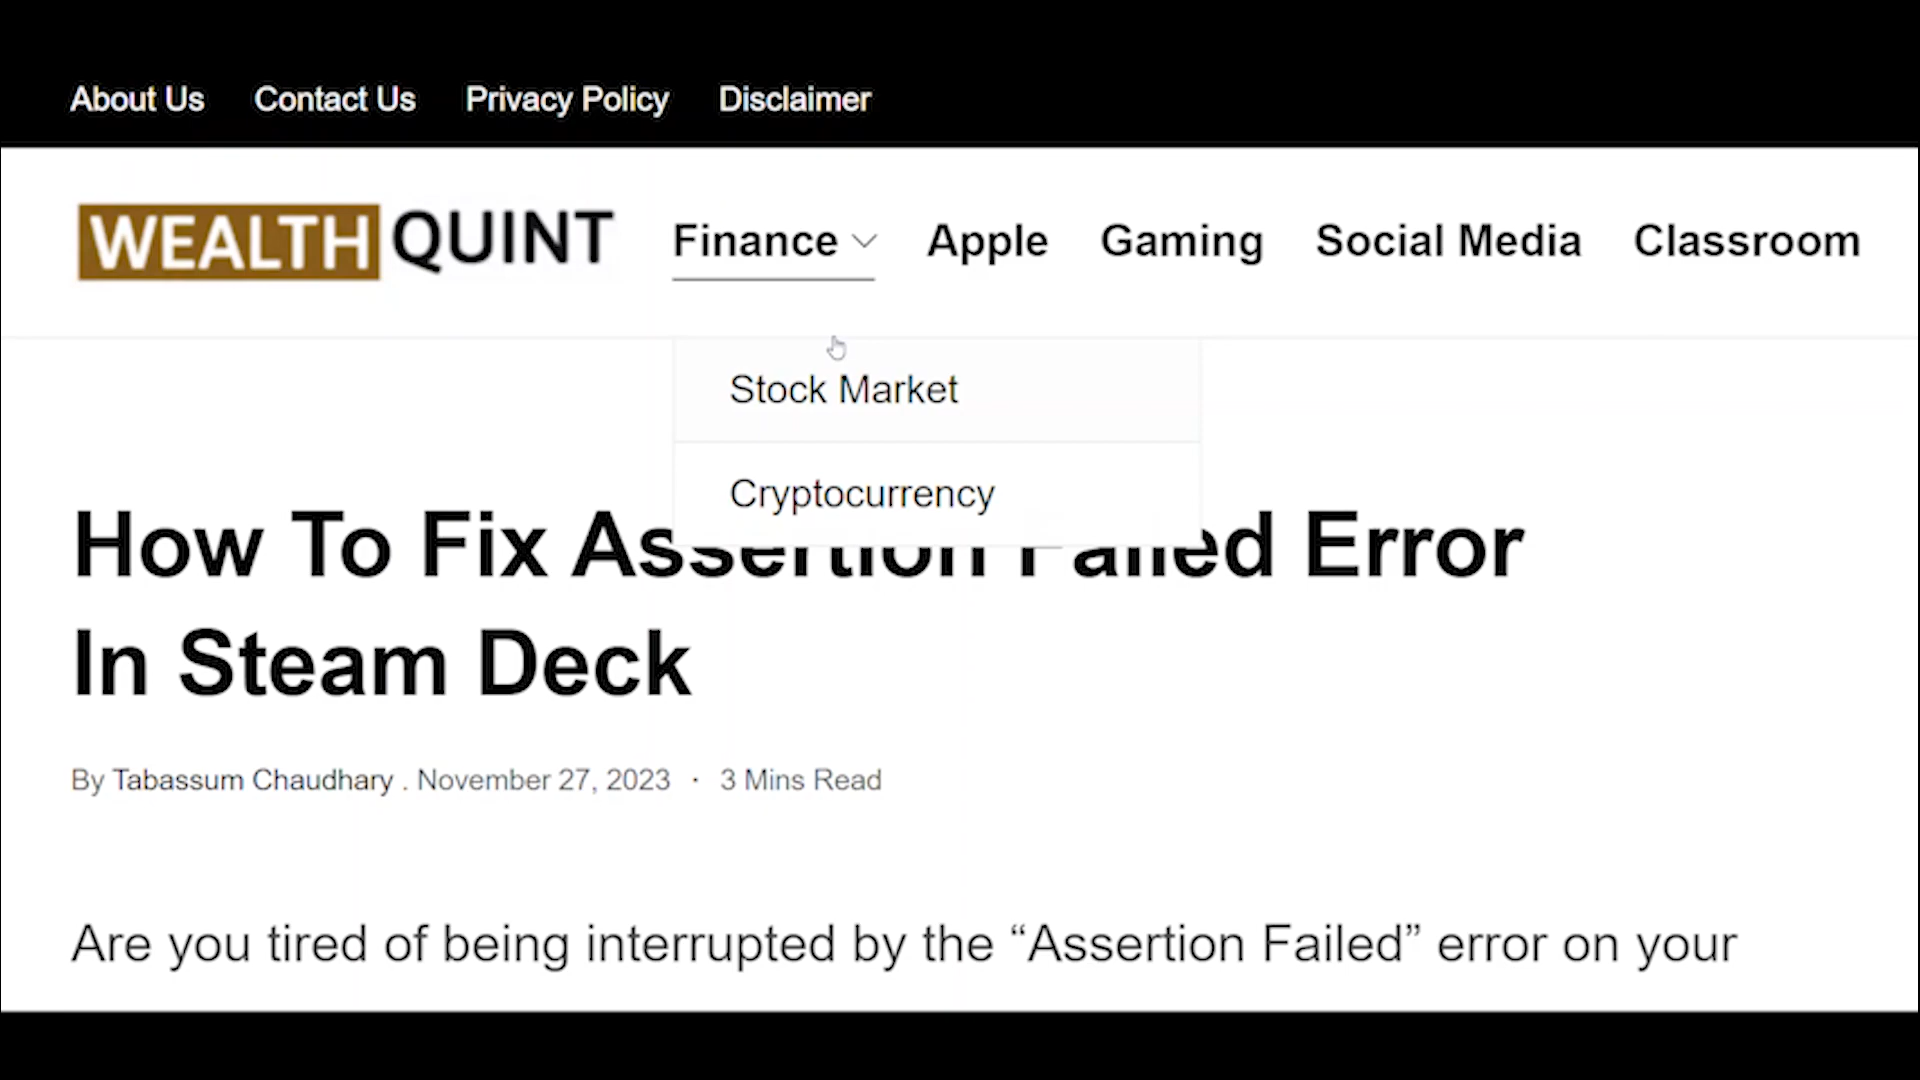 About Us Contact Us Privacy Policy Disclaimer
WEALTH QUINT Finance Apple Gaming Social Media Classroom
Stock Market
Cryptocurrency
How To Fix Assertion Failed Error
In Steam Deck
By Tabassum Chaudhary . November 27, 2023 · 3 Mins Read
Are you tired of being interrupted by the “Assertion Failed” error on your